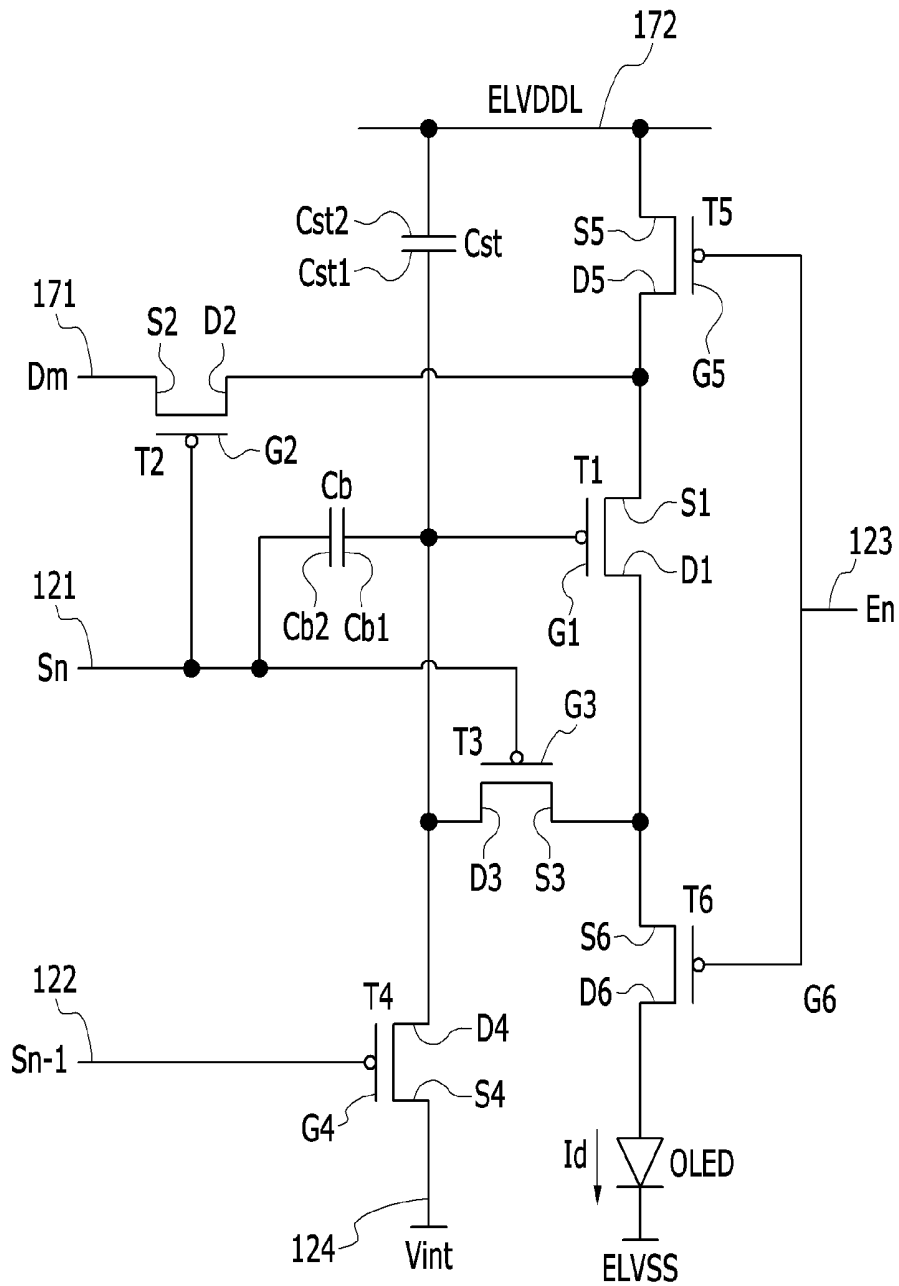 172
ELVDDL
Cst2
Cst
Cst1
S5
T5
D5
G5
171
S2
D2
Dm
T2
G2
T1
S1
Cb
D1
123
En
Cb2
Cb1
G1
121
Sn
T3
G3
D3
S3
T6
S6
D6
G6
122
T4
D4
Sn-1
S4
G4
Id
OLED
124
Vint
ELVSS